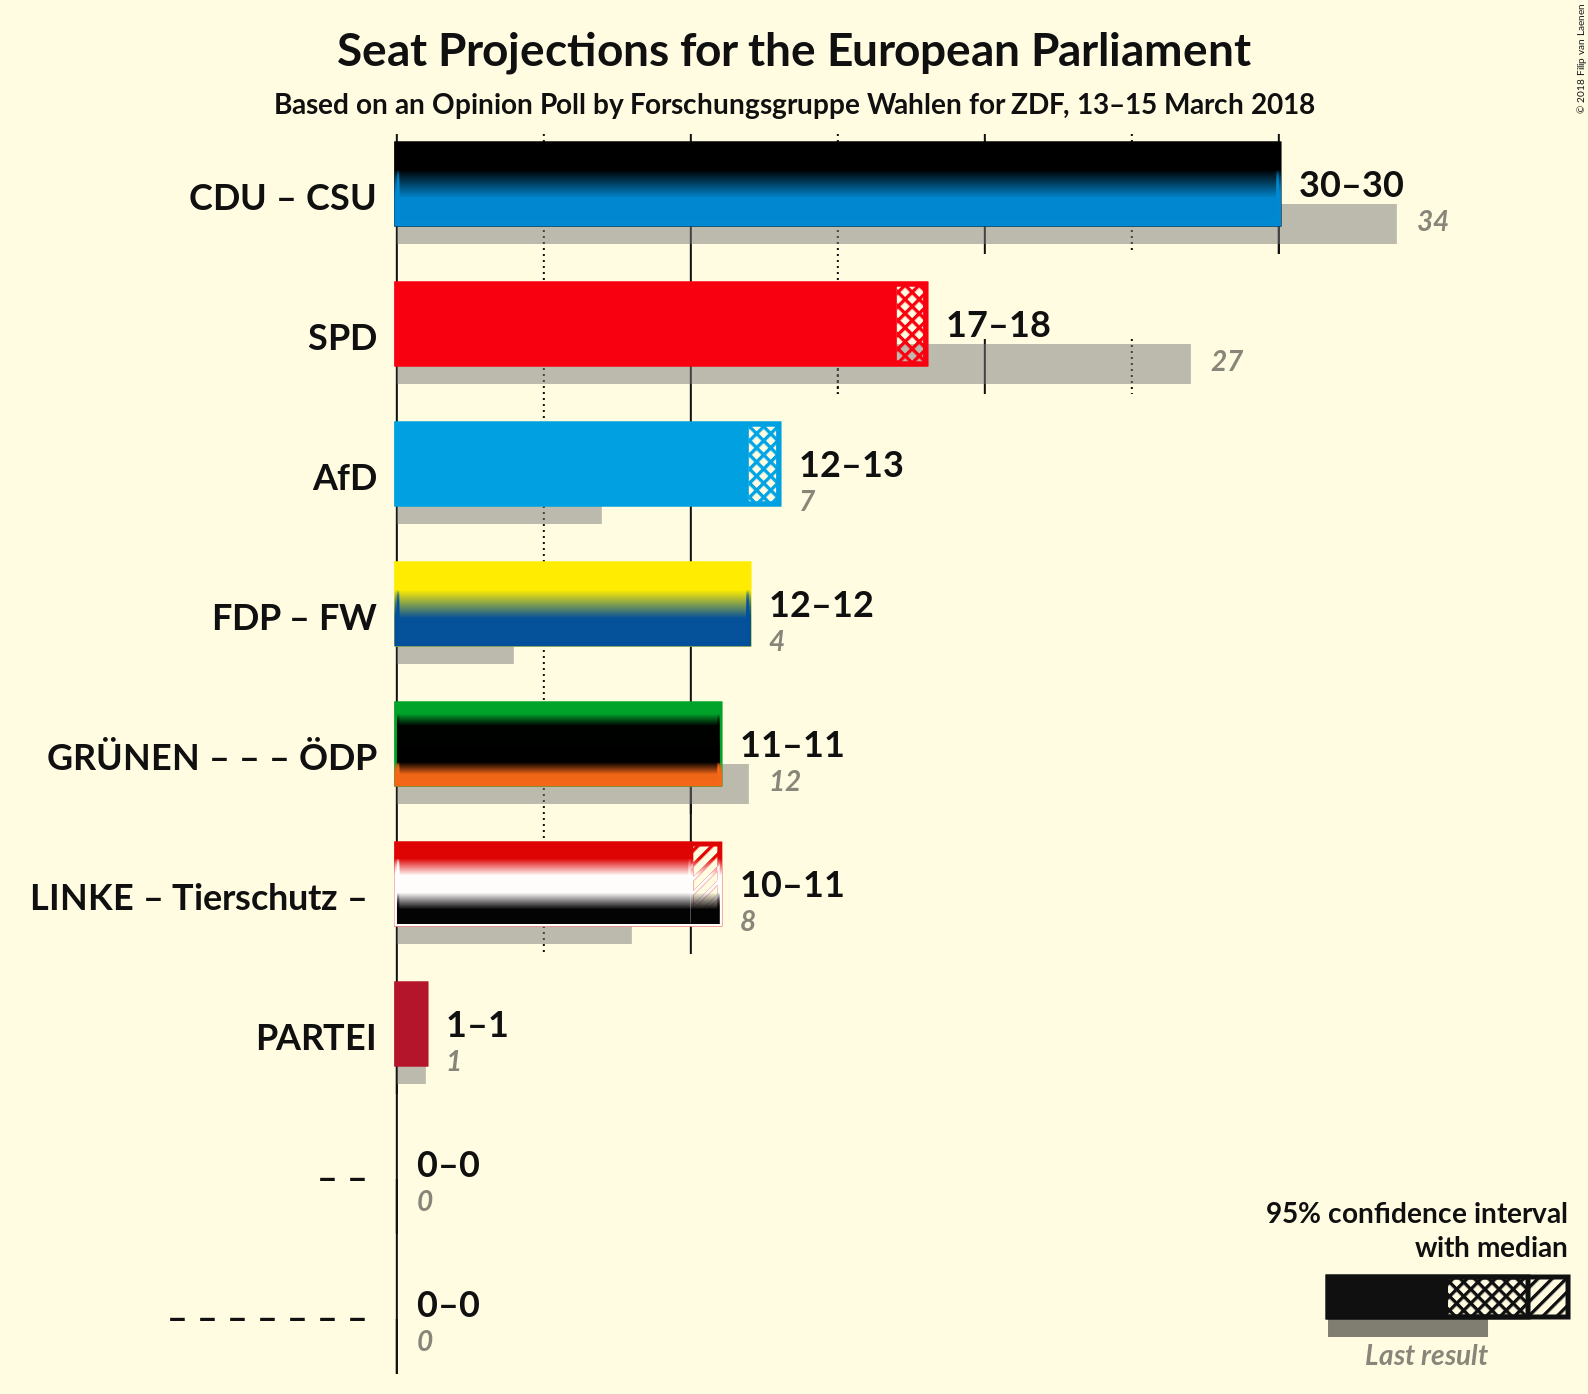 Seat Projections for the European Parliament
Based on an Opinion Poll by Forschungsgruppe Wahlen for ZDF, 13–15 March 2018
© 2018 Filip van Laenen
CDU – CSU
30–30
34
SPD
17–18
27
AfD
12–13
7
FDP – FW
12–12
4
GRÜNEN – – – ÖDP
11–11
12
LINKE – Tierschutz –
10–11
8
PARTEI
1–1
1
– –
0–0
0
– – – – – – –
0–0
0
95% confidence interval
with median
Last result